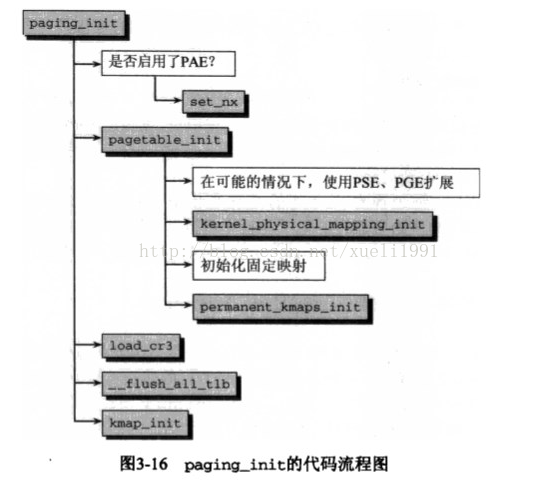 paging_init
是否启用了PAE?
set_nx
pagetable_init
在可能的情况下，使用PSE、PGE扩展
kernel_physical_mapping_init
http://blog.csdn.net/xueli1991
初始化固定映射
permanent_kmaps_init
load_cr3
__flush_all_tlb
kmap_init
图3-16 paging_init的代码流程图